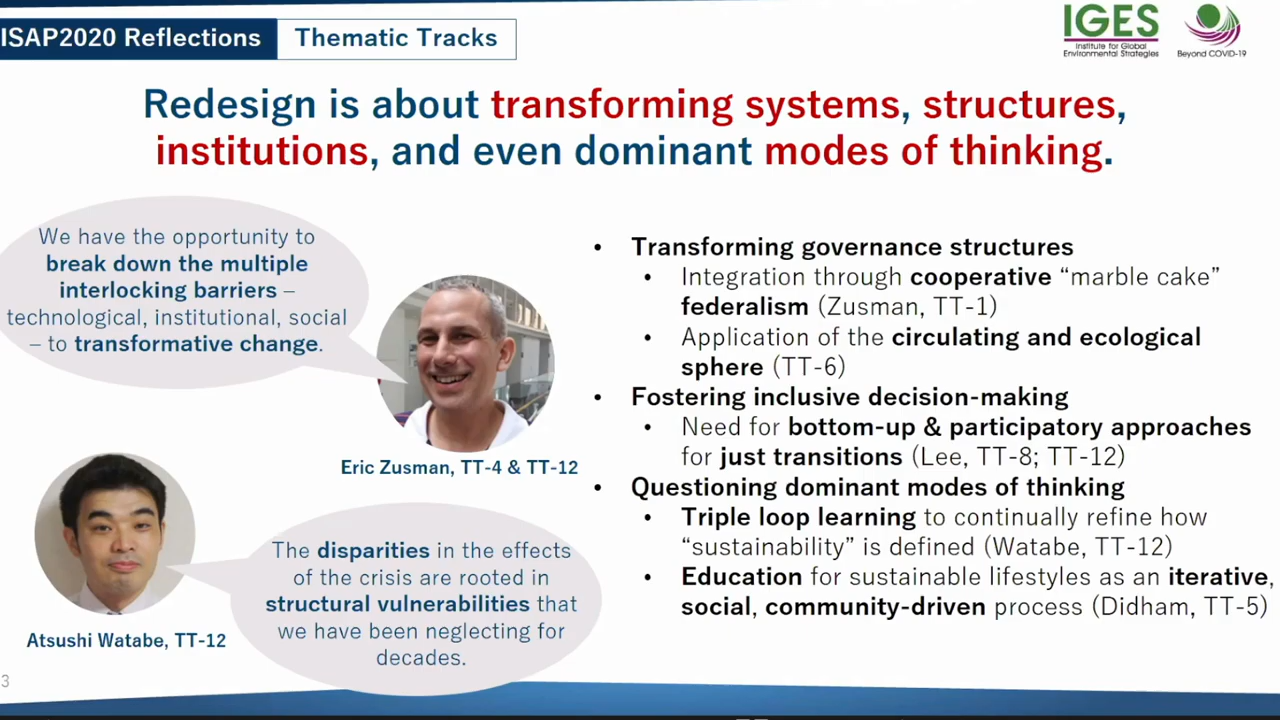 ISAP2020 Reflections
Thematic Tracks
IGES
Institute for Global
Environmental Strategies
Beyond COVID-19
Redesign is about transforming systems, structures,
institutions, and even dominant modes of thinking.
We have the opportunity to
break down the multiple
interlocking barriers –
technological, institutional, social
– to transformative change.
Eric Zusman, TT-4 & TT-12
Atsushi Watabe, TT-12
The disparities in the effects
of the crisis are rooted in
structural vulnerabilities that
we have been neglecting for
decades.
• Transforming governance structures
• Integration through cooperative “marble cake”
federalism (Zusman, TT-1)
• Application of the circulating and ecological
sphere (TT-6)
• Fostering inclusive decision-making
• Need for bottom-up & participatory approaches
for just transitions (Lee, TT-8; TT-12)
• Questioning dominant modes of thinking
• Triple loop learning to continually refine how
“sustainability” is defined (Watabe, TT-12)
• Education for sustainable lifestyles as an iterative,
social, community-driven process (Didham, TT-5)
3